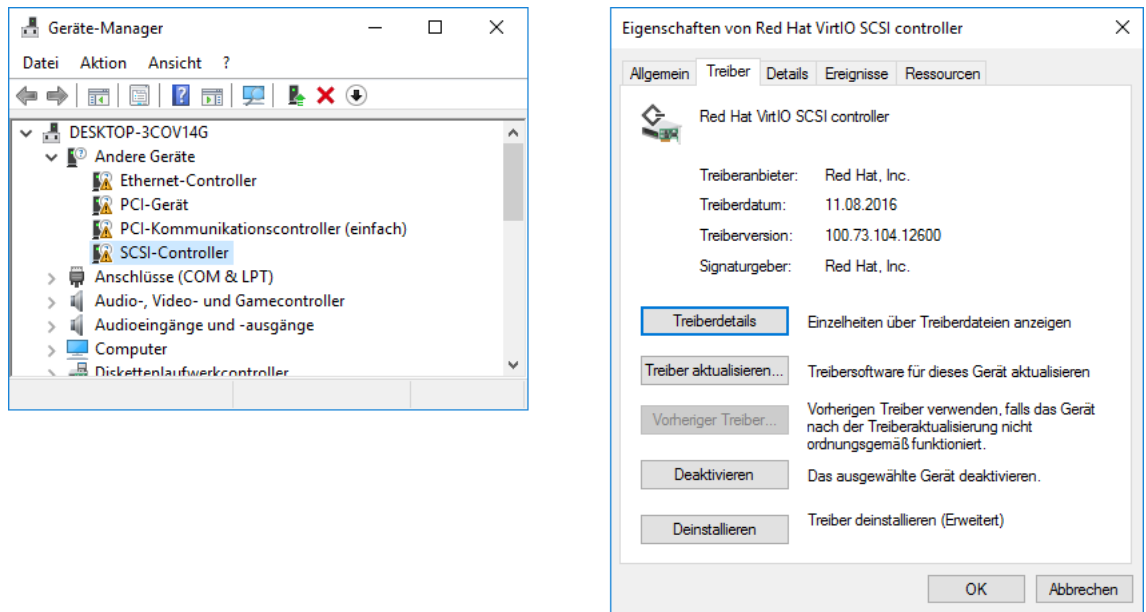 Geräte-Manager
Datei Aktion Ansicht ?
DESKTOP-3COV14G
Andere Geräte
Ethernet-Controller
PCI-Gerät
PCI-Kommunikationscontroller (einfach)
SCSI-Controller
Anschlüsse (COM & LPT)
Audio-, Video- und Gamecontroller
Audioeingänge und -ausgänge
Computer
Diskettenlaufwerkcontroller
Eigenschaften von Red Hat VirtIO SCSI controller
Allgemein Treiber Details Ereignisse Ressourcen
Red Hat VirtIO SCSI controller
Treiberanbieter: Red Hat, Inc.
Treiberdatum: 11.08.2016
Treiberversion: 100.73.104.12600
Signaturgeber: Red Hat, Inc.
Treiberdetails Einzelheiten über Treiberdateien anzeigen
Treiber aktualisieren... Treibersoftware für dieses Gerät aktualisieren
Vorheriger Treiber... Vorherigen Treiber verwenden, falls das Gerät
nach der Treiberaktualisierung nicht
ordnungsgemäß funktioniert.
Deaktivieren Das ausgewählte Gerät deaktivieren.
Deinstallieren Treiber deinstallieren (Erweitert)
OK Abbrechen